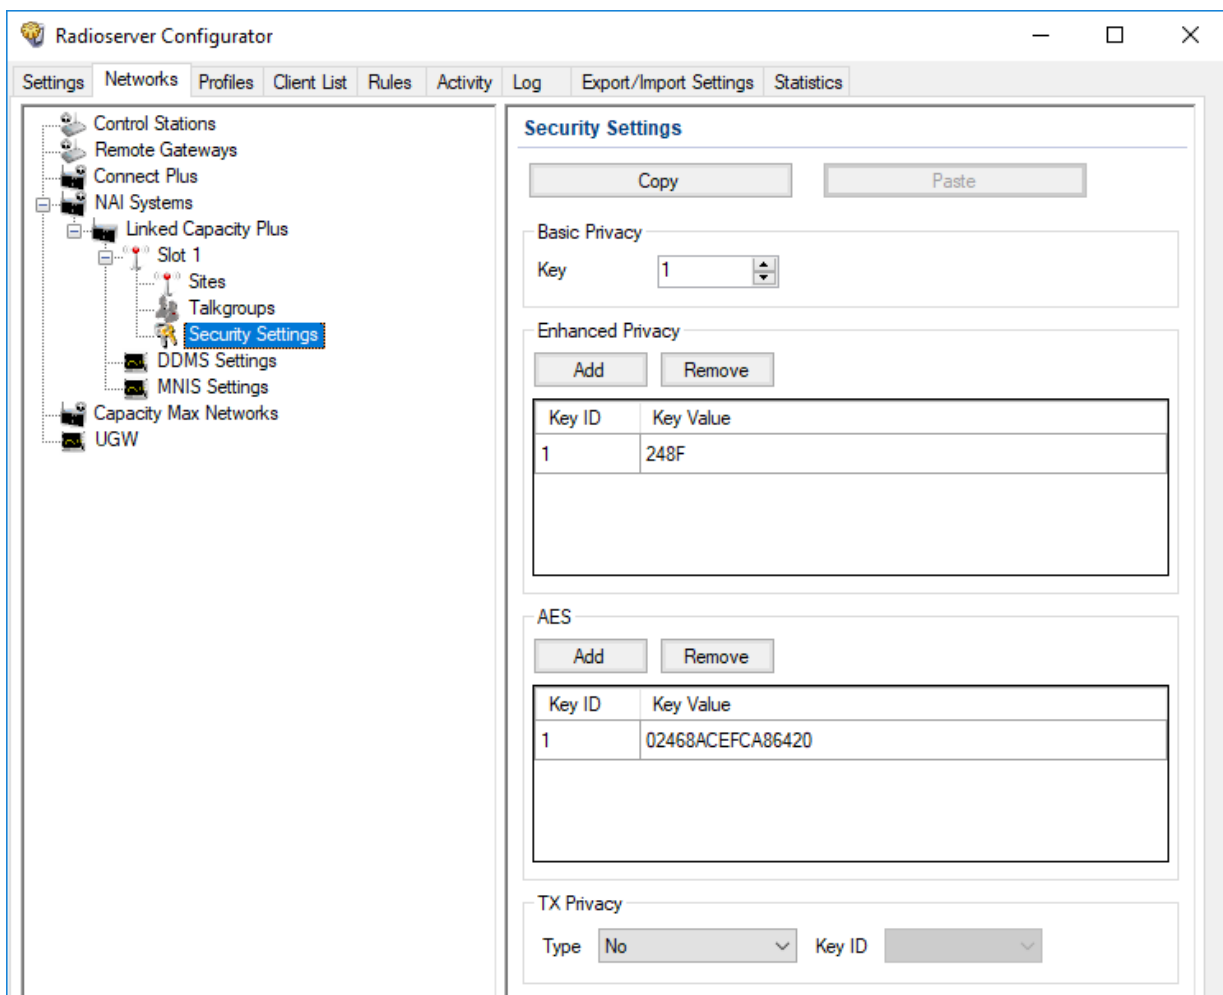 Radioserver Configurator
Settings Networks Profiles Client List Rules Activity Log Export/Import Settings Statistics
Control Stations
Remote Gateways
Connect Plus
NAI Systems
Linked Capacity Plus
Slot 1
Sites
Talkgroups
Security Settings
DDMS Settings
MNIS Settings
Capacity Max Networks
UGW
Security Settings
Copy Paste
Basic Privacy
Key 1
Enhanced Privacy
Add Remove
Key ID Key Value
1 248F
AES
Add Remove
Key ID Key Value
1 02468ACEFCA86420
TX Privacy
Type No Key ID